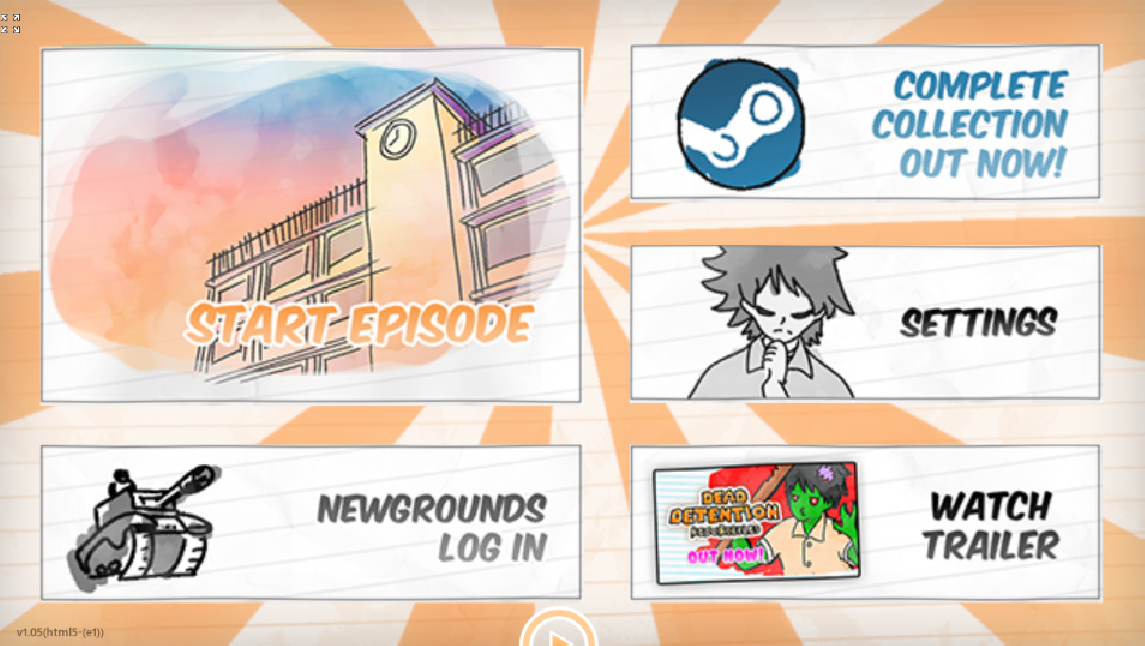 START EPISODE
COMPLETE
COLLECTION
OUT NOW!
SETTINGS
NEWGROUNDS
LOG IN
DEAD
DETENTION
OUT NOW!
WATCH
TRAILER
v1.05(html5-(e1))